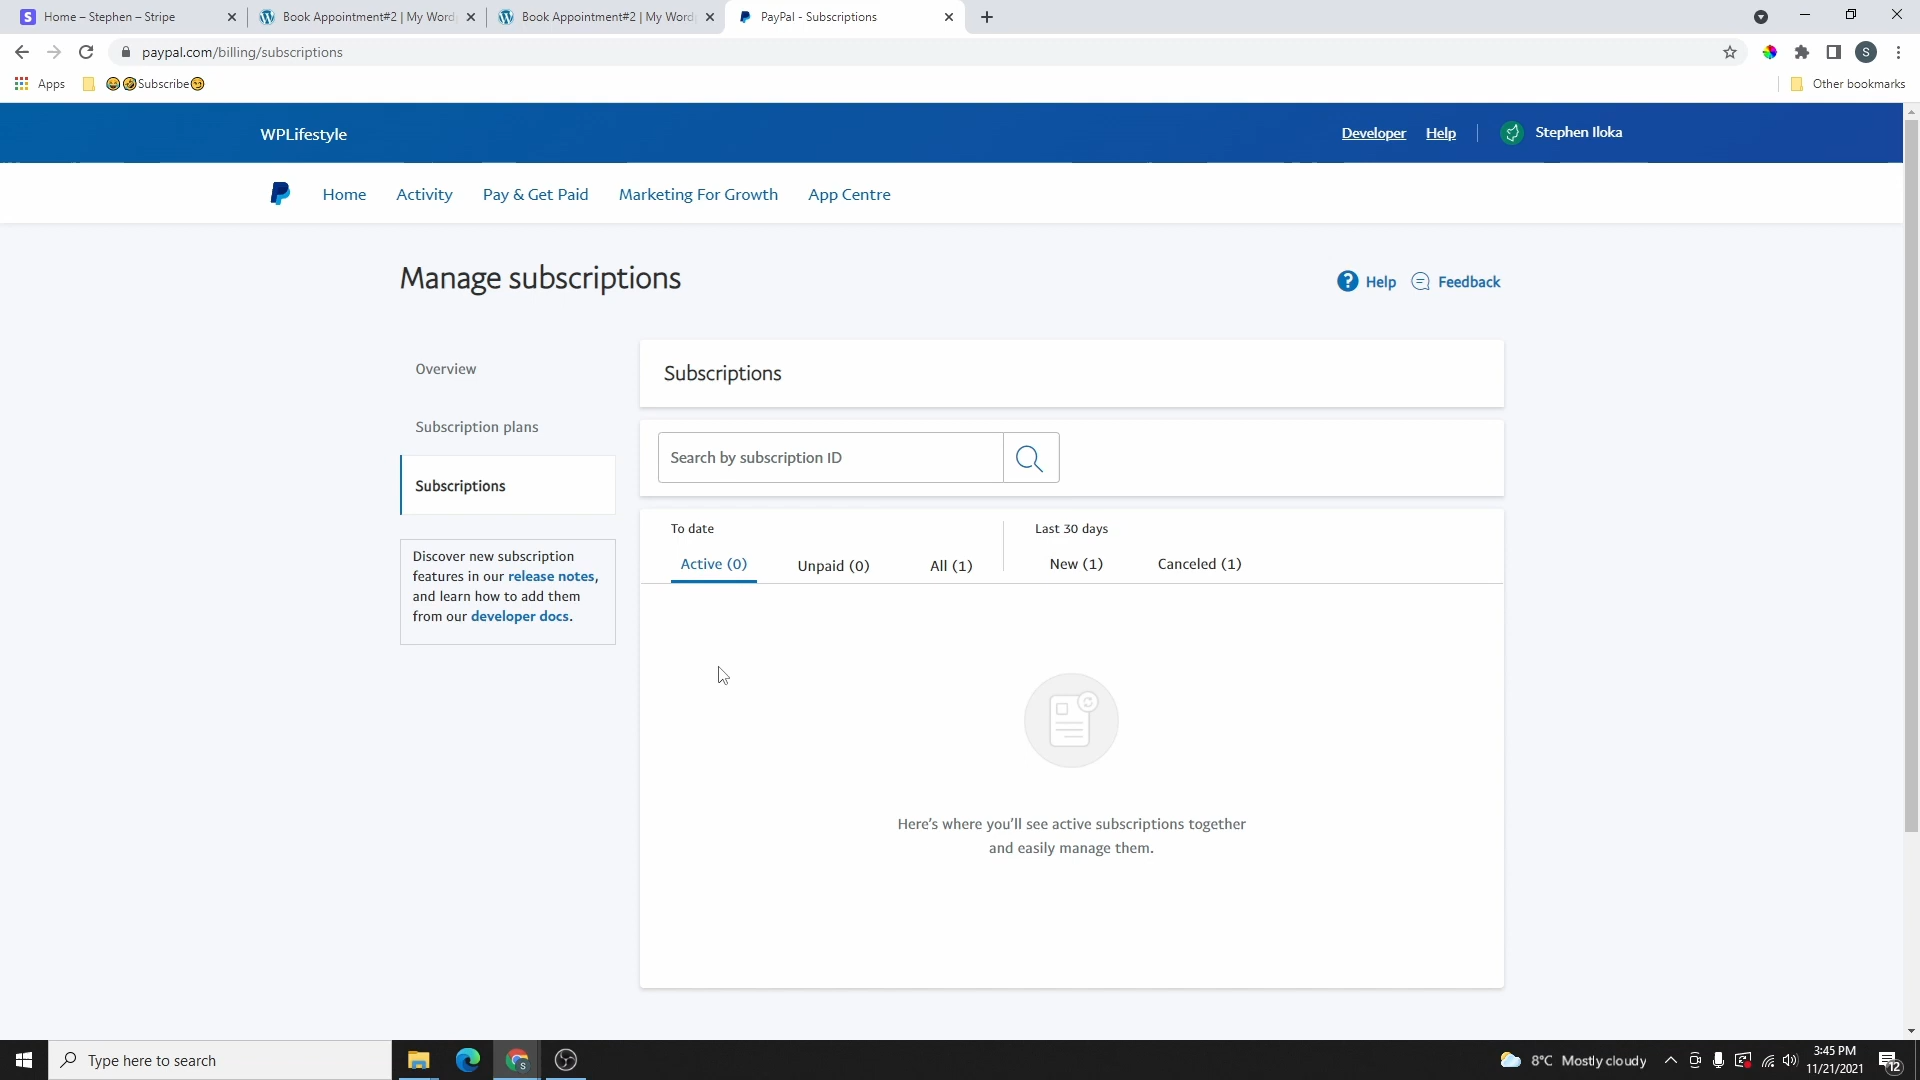 Home – Stephen – Stripe
Book Appointment#2 | My Word
Book Appointment#2 | My Word
PayPal - Subscriptions
paypal.com/billing/subscriptions
S
Apps
😂🤣Subscribe😏
Other bookmarks
WPLifestyle
Developer
Help
Stephen Iloka
Home
Activity
Pay & Get Paid
Marketing For Growth
App Centre
Manage subscriptions
Help
Feedback
Overview
Subscription plans
Subscriptions
Discover new subscription
features in our release notes,
and learn how to add them
from our developer docs.
Subscriptions
Search by subscription ID
To date
Last 30 days
Active (0)
Unpaid (0)
All (1)
New (1)
Canceled (1)
Here's where you'll see active subscriptions together
and easily manage them.
Type here to search
8°C Mostly cloudy
3:45 PM
11/21/2021
12